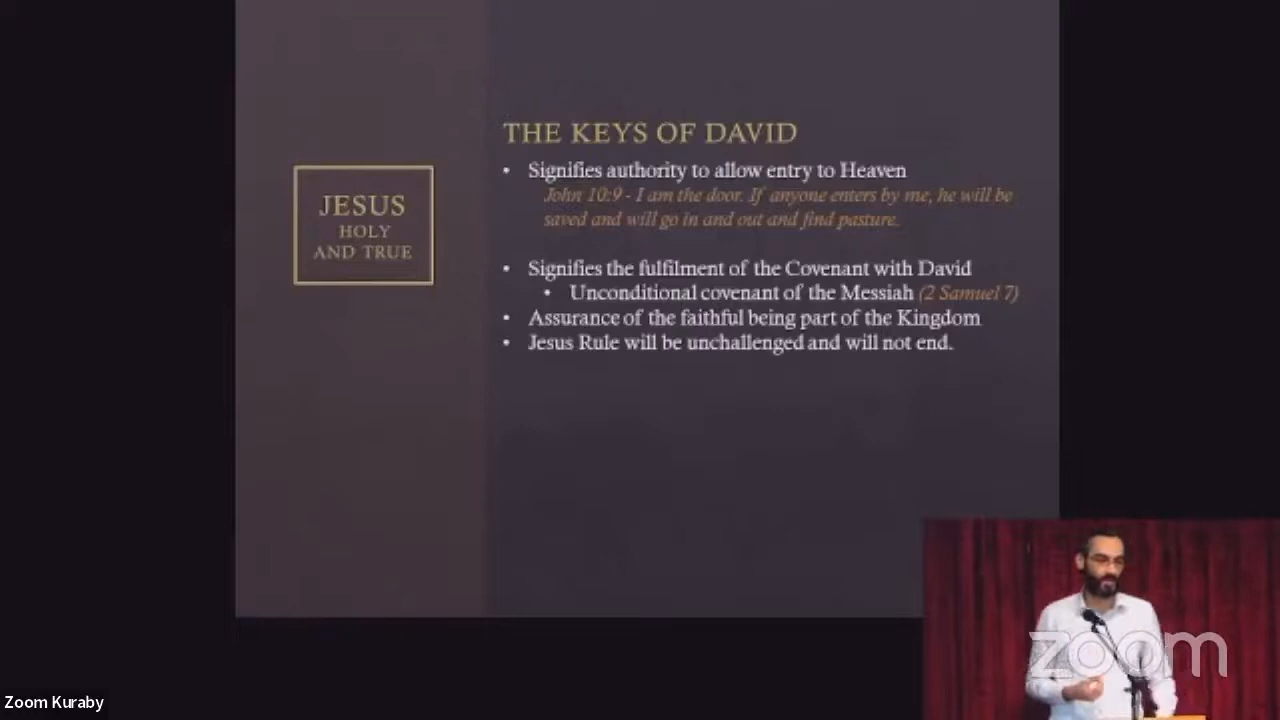 THE KEYS OF DAVID
• Signifies authority to allow entry to Heaven
John 10:9 - I am the door. If anyone enters by me, he will be
saved and will go in and out and find pasture.
JESUS
HOLY
AND TRUE
• Signifies the fulfilment of the Covenant with David
• Unconditional covenant of the Messiah (2 Samuel 7)
• Assurance of the faithful being part of the Kingdom
• Jesus Rule will be unchallenged and will not end.
zoom
Zoom Kuraby